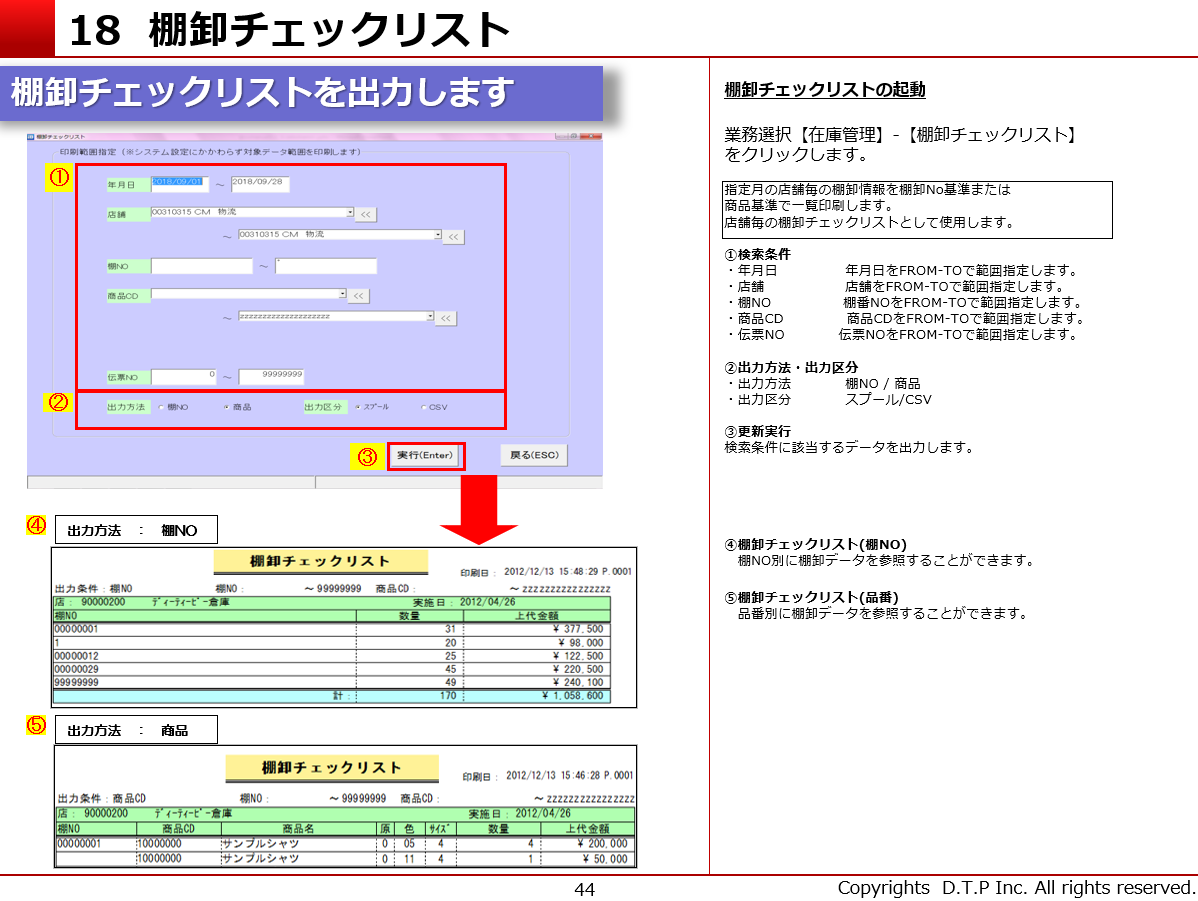 18 棚卸チェックリスト
棚卸チェックリストを出力します
棚卸チェックリスト
印刷範囲指定（※システム設定にかかわらず対象データ範囲を印刷します）
①
年月日 2018/09/01 ～ 2018/09/28
店舗 00310315 CM 物流 <<
～ 00310315 CM 物流 <<
棚NO ～
商品CD <<
～ zzzzzzzzzzzzzzzzzzzz <<
伝票NO 0 ～ 99999999
②
出力方法 棚NO 商品 出力区分 スプール CSV
③ 実行(Enter) 戻る(ESC)
④ 出力方法 ： 棚NO
棚卸チェックリスト
印刷日： 2012/12/13 15:48:29 P.0001
出力条件：棚NO 棚NO： ～99999999 商品CD： ～zzzzzzzzzzzzzzzz
店： 90000200 ﾃﾞｨｰﾃｨｰﾋﾟｰ倉庫 実施日： 2012/04/26
棚NO 数量 上代金額
00000001 31 ¥ 377,500
1 20 ¥ 98,000
00000012 25 ¥ 122,500
00000029 45 ¥ 220,500
99999999 49 ¥ 240,100
計： 170 ¥ 1,058,600
⑤ 出力方法 ： 商品
棚卸チェックリスト
印刷日： 2012/12/13 15:46:28 P.0001
出力条件：商品CD 棚NO： ～99999999 商品CD： ～zzzzzzzzzzzzzzzz
店： 90000200 ﾃﾞｨｰﾃｨｰﾋﾟｰ倉庫 実施日： 2012/04/26
棚NO 商品CD 商品名 原 色 ｻｲｽﾞ 数量 上代金額
00000001 10000000 サンプルシャツ 0 05 4 4 ¥ 200,000
10000000 サンプルシャツ 0 11 4 1 ¥ 50,000
棚卸チェックリストの起動
業務選択【在庫管理】-【棚卸チェックリスト】
をクリックします。
指定月の店舗毎の棚卸情報を棚卸No基準または
商品基準で一覧印刷します。
店舗毎の棚卸チェックリストとして使用します。
①検索条件
・年月日 年月日をFROM-TOで範囲指定します。
・店舗 店舗をFROM-TOで範囲指定します。
・棚NO 棚番NOをFROM-TOで範囲指定します。
・商品CD 商品CDをFROM-TOで範囲指定します。
・伝票NO 伝票NOをFROM-TOで範囲指定します。
②出力方法・出力区分
・出力方法 棚NO / 商品
・出力区分 スプール/CSV
③更新実行
検索条件に該当するデータを出力します。
④棚卸チェックリスト(棚NO)
棚NO別に棚卸データを参照することができます。
⑤棚卸チェックリスト(品番)
品番別に棚卸データを参照することができます。
44
Copyrights D.T.P Inc. All rights reserved.